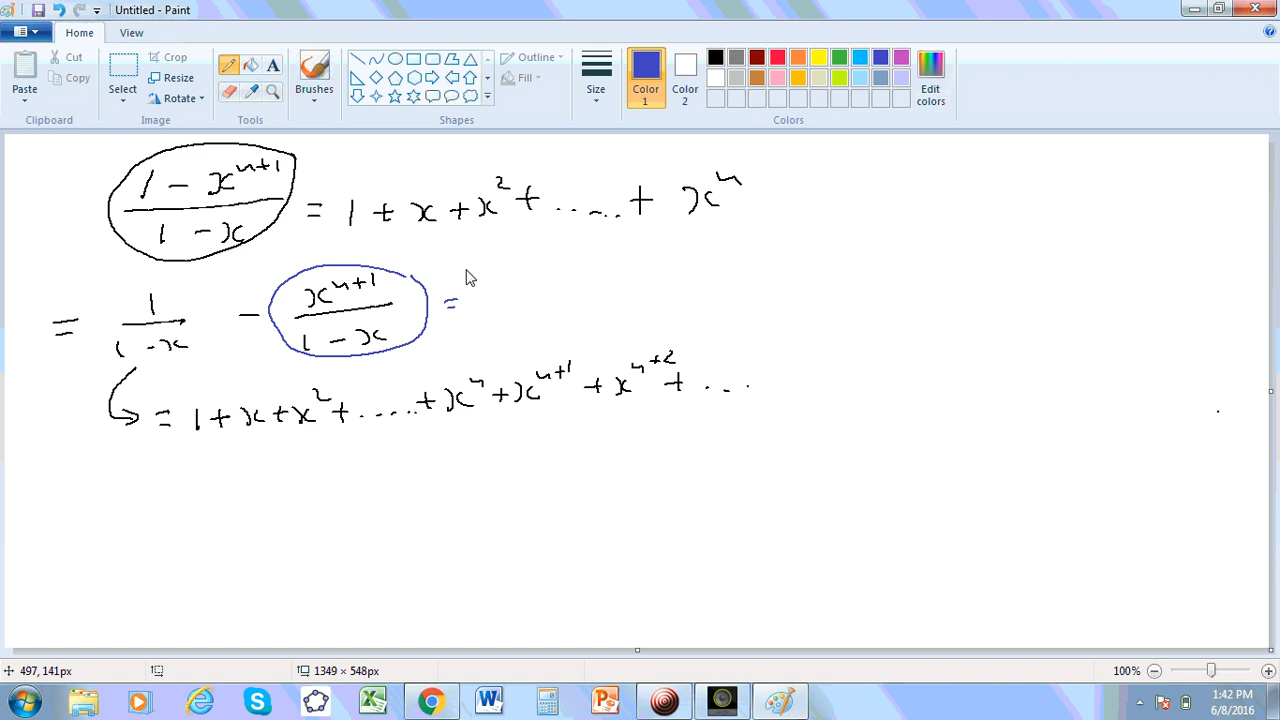 Untitled - Paint
Home View
Paste Cut Copy Clipboard
Select Crop Resize Rotate Image
Tools
Brushes
Shapes Outline Fill
Size
Color 1 Color 2 Edit colors Colors
(1 - x^{n+1})/(1 - x) = 1 + x + x^2 + ..... + x^n
= 1/(1 - x) - x^{n+1}/(1 - x) =
= 1 + x + x^2 + ..... + x^n + x^{n+1} + x^{n+2} + ....
497, 141px 1349 × 548px 100%
1:42 PM
6/8/2016